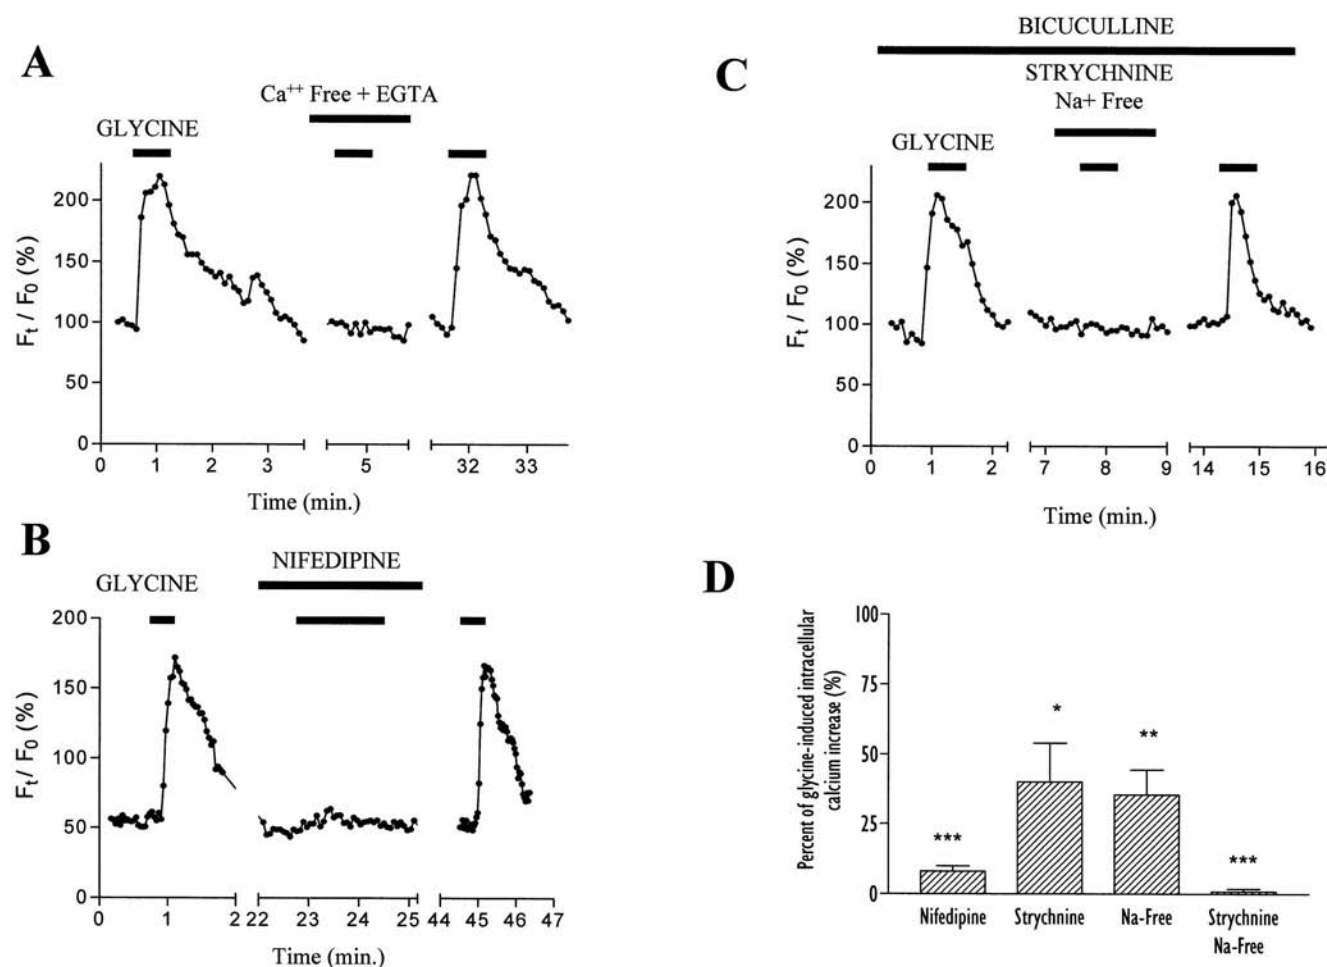 A
Ca++ Free + EGTA
GLYCINE
200
150
100
50
0
Ft / F0 (%)
0 1 2 3 5 32 33
Time (min.)
B
NIFEDIPINE
GLYCINE
200
150
100
50
0
Ft / F0 (%)
0 1 2 22 23 24 25 44 45 46 47
Time (min.)
C
BICUCULLINE
STRYCHNINE
Na+ Free
GLYCINE
200
150
100
50
0
Ft / F0 (%)
0 1 2 7 8 9 14 15 16
Time (min.)
D
Percent of glycine-induced intracellular
calcium increase (%)
100
75
50
25
0
***
*
**
***
Nifedipine Strychnine Na-Free Strychnine
Na-Free